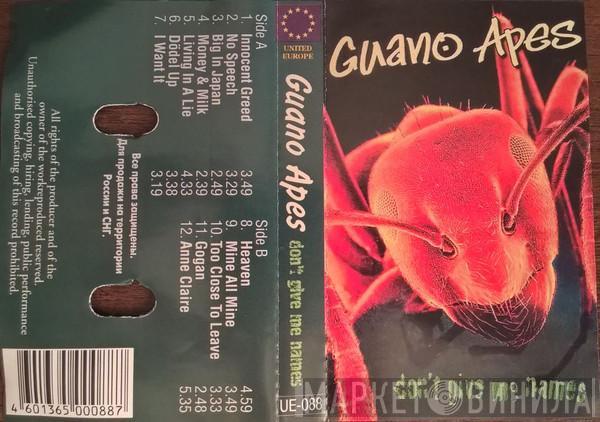 Guano Apes
don't give me names
UNITED
EUROPE
Guano Apes don't give me names
UE-088
Side A
1. Innocent Greed 3.49
2. No Speech 3.29
3. Big In Japan 2.49
4. Money & Milk 2.39
5. Living In A Lie 4.33
6. Dödel Up 3.38
7. I Want It 3.19
Side B
8. Heaven 4.59
9. Mine All Mine 3.49
10. Too Close To Leave 3.33
11. Gogan 2.48
12. Anne Claire 5.35
Все права защищены.
Для продажи на территории
России и СНГ.
All rights of the producer and of the
owner of the workeproduced reserved.
Unauthorised copying, hiring, lending, public performance
and broadcasting of this record prohibited.
4 601365 000887
МАРКЕТ ВИНИЛА